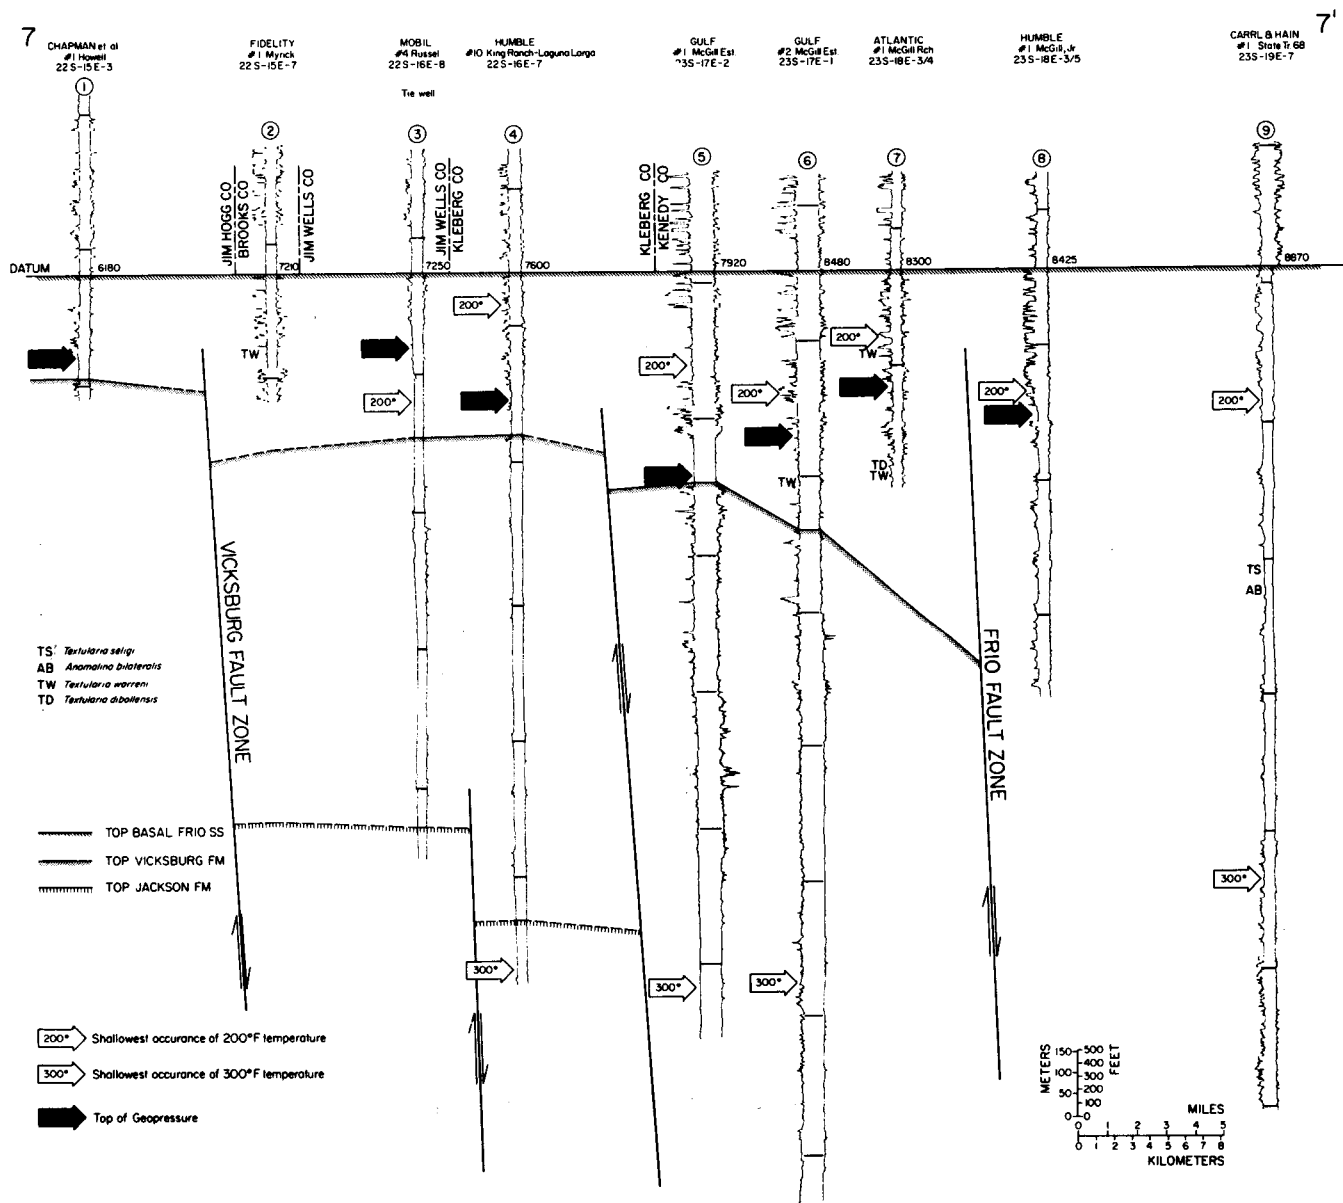 7
7'
CHAPMAN et al
#1 Howell
22S-15E-3
FIDELITY
#1 Myrick
22S-15E-7
MOBIL
#4 Russel
22S-16E-8
Tie well
HUMBLE
#10 King Ranch-Laguna Larga
22S-16E-7
GULF
#1 McGill Est.
23S-17E-2
GULF
#2 McGill Est.
23S-17E-1
ATLANTIC
#1 McGill Rch
23S-18E-3/4
HUMBLE
#1 McGill, Jr
23S-18E-3/5
CARRL & HAIN
#1 State Tr. 68
23S-19E-7
1
2
3
4
5
6
7
8
9
JIM HOGG CO
BROOKS CO
JIM WELLS CO
JIM WELLS CO
KLEBERG CO
KLEBERG CO
KENEDY CO
DATUM
6180
7210
7250
7600
7920
8480
8300
8425
8870
200°
200°
200°
200°
200°
200°
200°
TW
TW
TW
TD
TW
TS
AB
VICKSBURG FAULT ZONE
FRIO FAULT ZONE
TS Textularia seligi
AB Anomalina bilateralis
TW Textularia warreni
TD Textularia dibollensis
TOP BASAL FRIO SS
TOP VICKSBURG FM
TOP JACKSON FM
300°
300°
300°
300°
200° Shallowest occurance of 200°F temperature
300° Shallowest occurance of 300°F temperature
Top of Geopressure
METERS
150
100
50
0
500
400
300
200
100
0
FEET
MILES
0 1 2 3 4 5
0 1 2 3 4 5 6 7 8
KILOMETERS